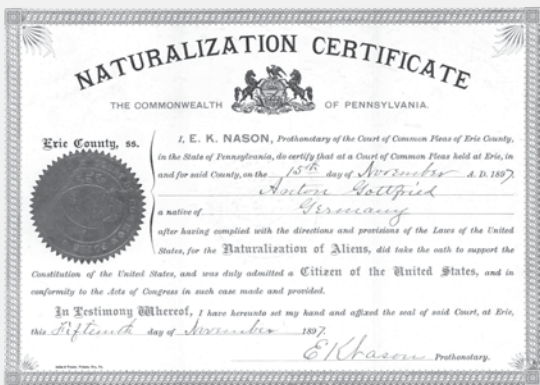 NATURALIZATION CERTIFICATE
THE COMMONWEALTH OF PENNSYLVANIA.
Erie County, ss.
I, E. K. NASON, Prothonotary of the Court of Common Pleas of Erie County,
in the State of Pennsylvania, do certify that at a Court of Common Pleas held at Erie, in
and for said County, on the 15th day of November A. D. 1897.
Anton Gottfried
a native of Germany
after having complied with the directions and provisions of the Laws of the United
States, for the Naturalization of Aliens, did take the oath to support the
Constitution of the United States, and was duly admitted a Citizen of the United States, and in
conformity to the Acts of Congress in such case made and provided.
In Testimony Whereof, I have hereunto set my hand and affixed the seal of said Court, at Erie,
this Fifteenth day of November 1897.
E K Nason Prothonotary.